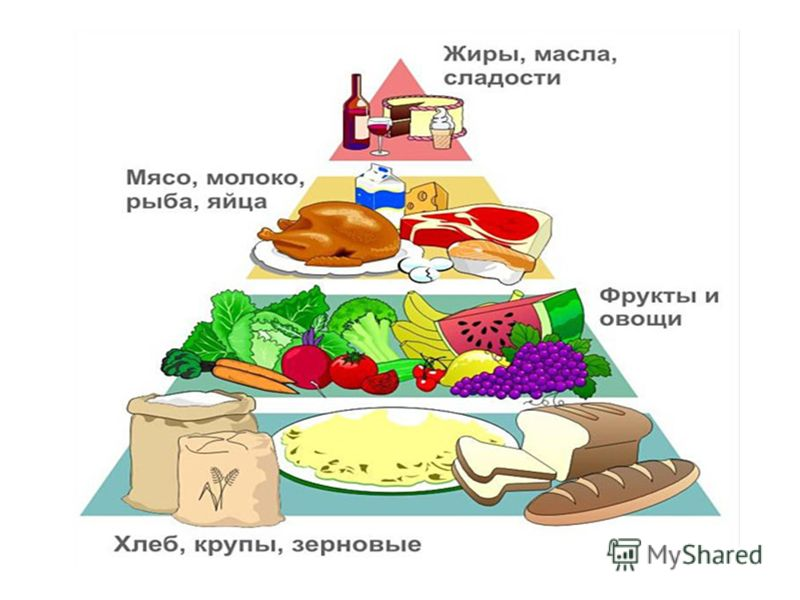 Жиры, масла,
сладости
Мясо, молоко,
рыба, яйца
Фрукты и
овощи
Хлеб, крупы, зерновые
MyShared